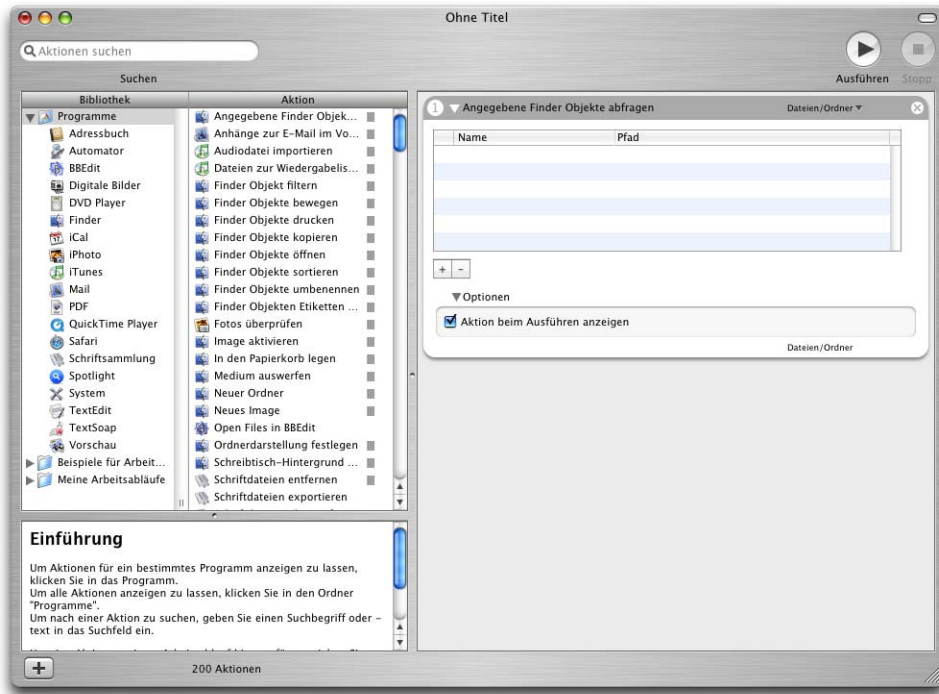 Ohne Titel
Aktionen suchen
Suchen
Ausführen
Stopp
Bibliothek
Programme
Adressbuch
Automator
BBEdit
Digitale Bilder
DVD Player
Finder
iCal
iPhoto
iTunes
Mail
PDF
QuickTime Player
Safari
Schriftsammlung
Spotlight
System
TextEdit
TextSoap
Vorschau
Beispiele für Arbeit...
Meine Arbeitsabläufe
Aktion
Angegebene Finder Objek...
Anhänge zur E-Mail im Vo...
Audiodatei importieren
Dateien zur Wiedergabelis...
Finder Objekt filtern
Finder Objekte bewegen
Finder Objekte drucken
Finder Objekte kopieren
Finder Objekte öffnen
Finder Objekte sortieren
Finder Objekte umbenennen
Finder Objekten Etiketten ...
Fotos überprüfen
Image aktivieren
In den Papierkorb legen
Medium auswerfen
Neuer Ordner
Neues Image
Open Files in BBEdit
Ordnerdarstellung festlegen
Schreibtisch-Hintergrund ...
Schriftdateien entfernen
Schriftdateien exportieren
1 Angegebene Finder Objekte abfragen Dateien/Ordner
Name Pfad
+ -
Optionen
Aktion beim Ausführen anzeigen
Dateien/Ordner
Einführung
Um Aktionen für ein bestimmtes Programm anzeigen zu lassen,
klicken Sie in das Programm.
Um alle Aktionen anzeigen zu lassen, klicken Sie in den Ordner
"Programme".
Um nach einer Aktion zu suchen, geben Sie einen Suchbegriff oder -
text in das Suchfeld ein.
200 Aktionen